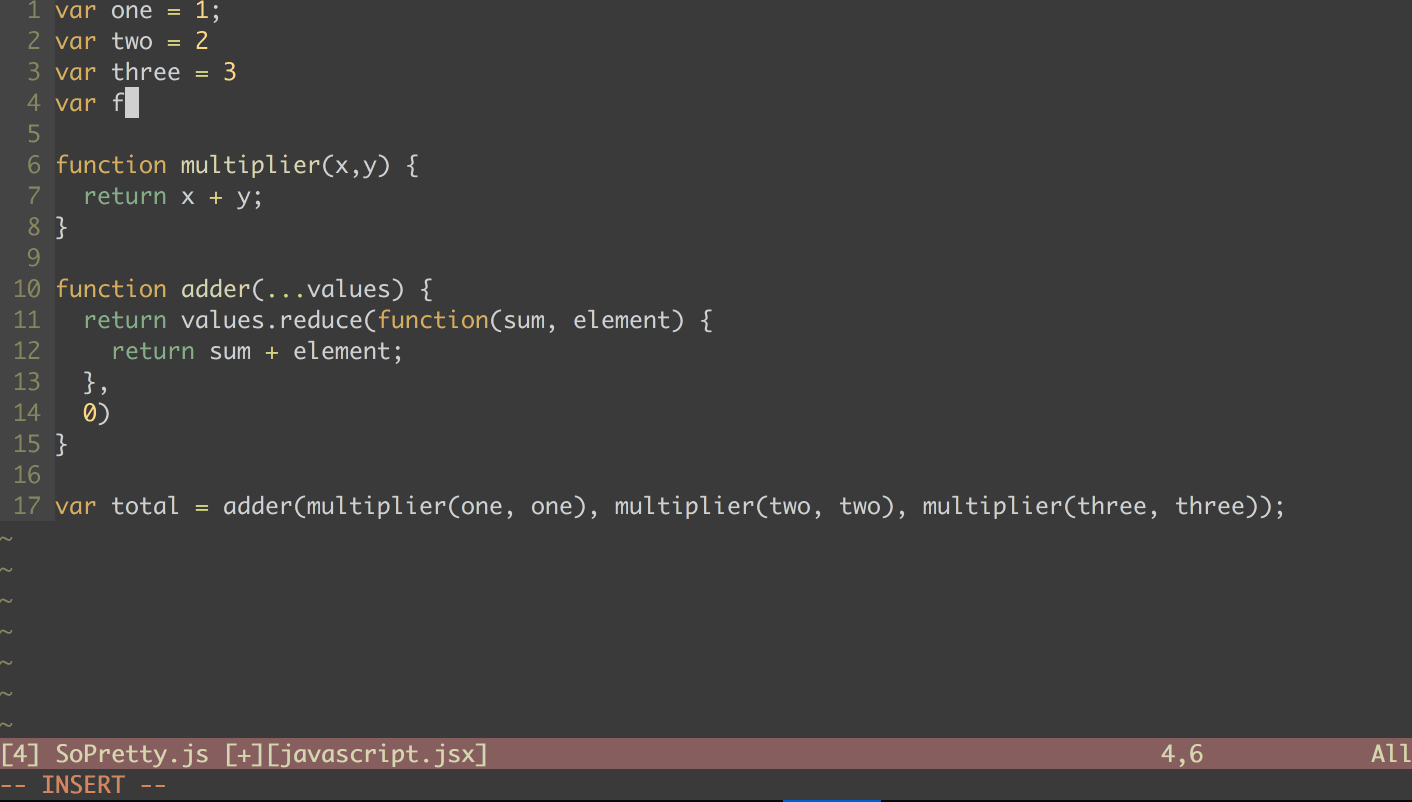 1 var one = 1;
2 var two = 2
3 var three = 3
4 var f
5
6 function multiplier(x,y) {
7   return x + y;
8 }
9
10 function adder(...values) {
11   return values.reduce(function(sum, element) {
12     return sum + element;
13   },
14   0)
15 }
16
17 var total = adder(multiplier(one, one), multiplier(two, two), multiplier(three, three));
~
~
~
~
~
~
~
[4] SoPretty.js [+][javascript.jsx] 4,6 All
-- INSERT --